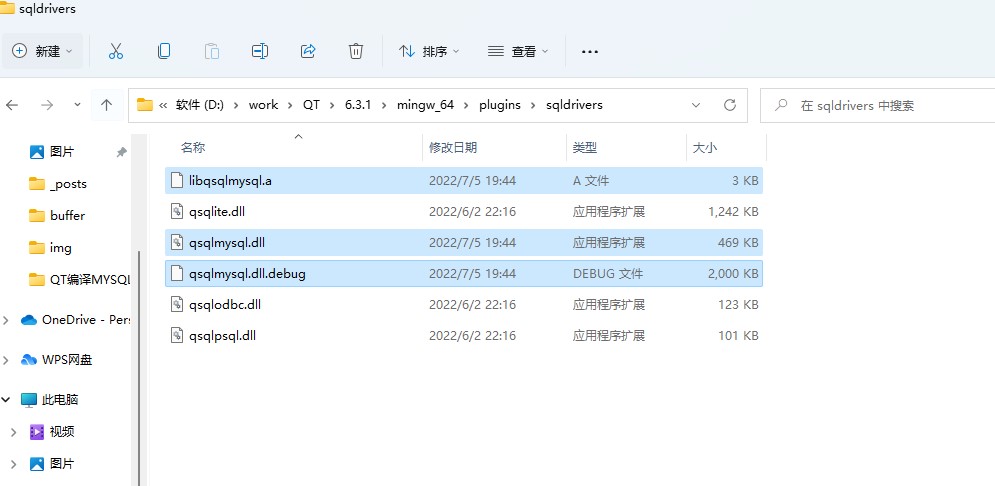 sqldrivers
新建
排序
查看
« 软件 (D:) › work › QT › 6.3.1 › mingw_64 › plugins › sqldrivers
在 sqldrivers 中搜索
图片
_posts
buffer
img
QT编译MYSQL
OneDrive - Pers
WPS网盘
此电脑
视频
图片
名称 修改日期 类型 大小
libqsqlmysql.a 2022/7/5 19:44 A 文件 3 KB
qsqlite.dll 2022/6/2 22:16 应用程序扩展 1,242 KB
qsqlmysql.dll 2022/7/5 19:44 应用程序扩展 469 KB
qsqlmysql.dll.debug 2022/7/5 19:44 DEBUG 文件 2,000 KB
qsqlodbc.dll 2022/6/2 22:16 应用程序扩展 123 KB
qsqlpsql.dll 2022/6/2 22:16 应用程序扩展 101 KB